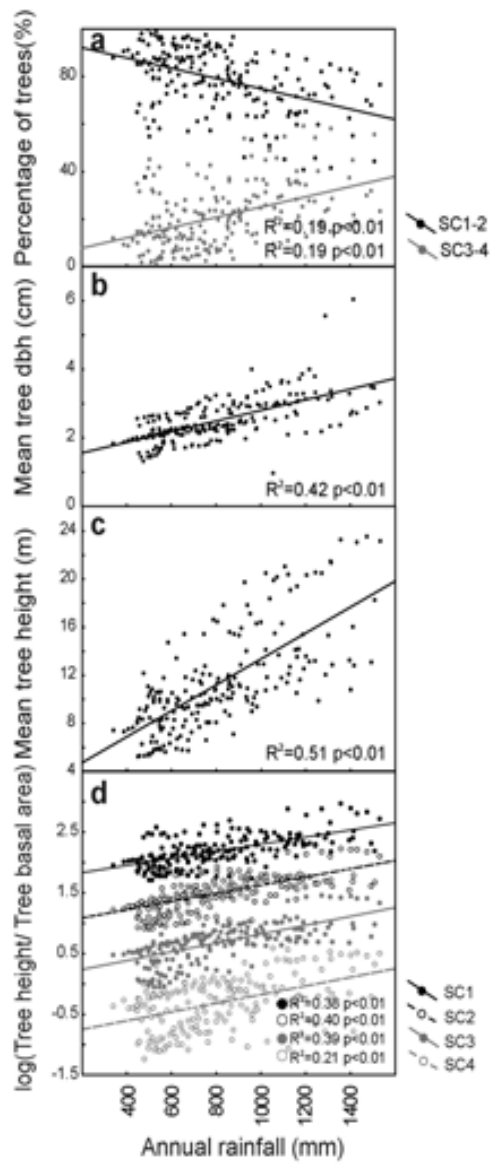 a
Percentage of trees(%)
80
40
0
R²=0.19 p<0.01
R²=0.19 p<0.01
SC1-2
SC3-4
b
Mean tree dbh (cm)
6
4
2
0
R²=0.42 p<0.01
c
Mean tree height (m)
24
20
16
12
8
4
R²=0.51 p<0.01
d
log(Tree height/ Tree basal area)
2.5
1.5
0.5
-0.5
-1.5
R²=0.38 p<0.01
R²=0.40 p<0.01
R²=0.39 p<0.01
R²=0.21 p<0.01
SC1
SC2
SC3
SC4
400
600
800
1000
1200
1400
Annual rainfall (mm)